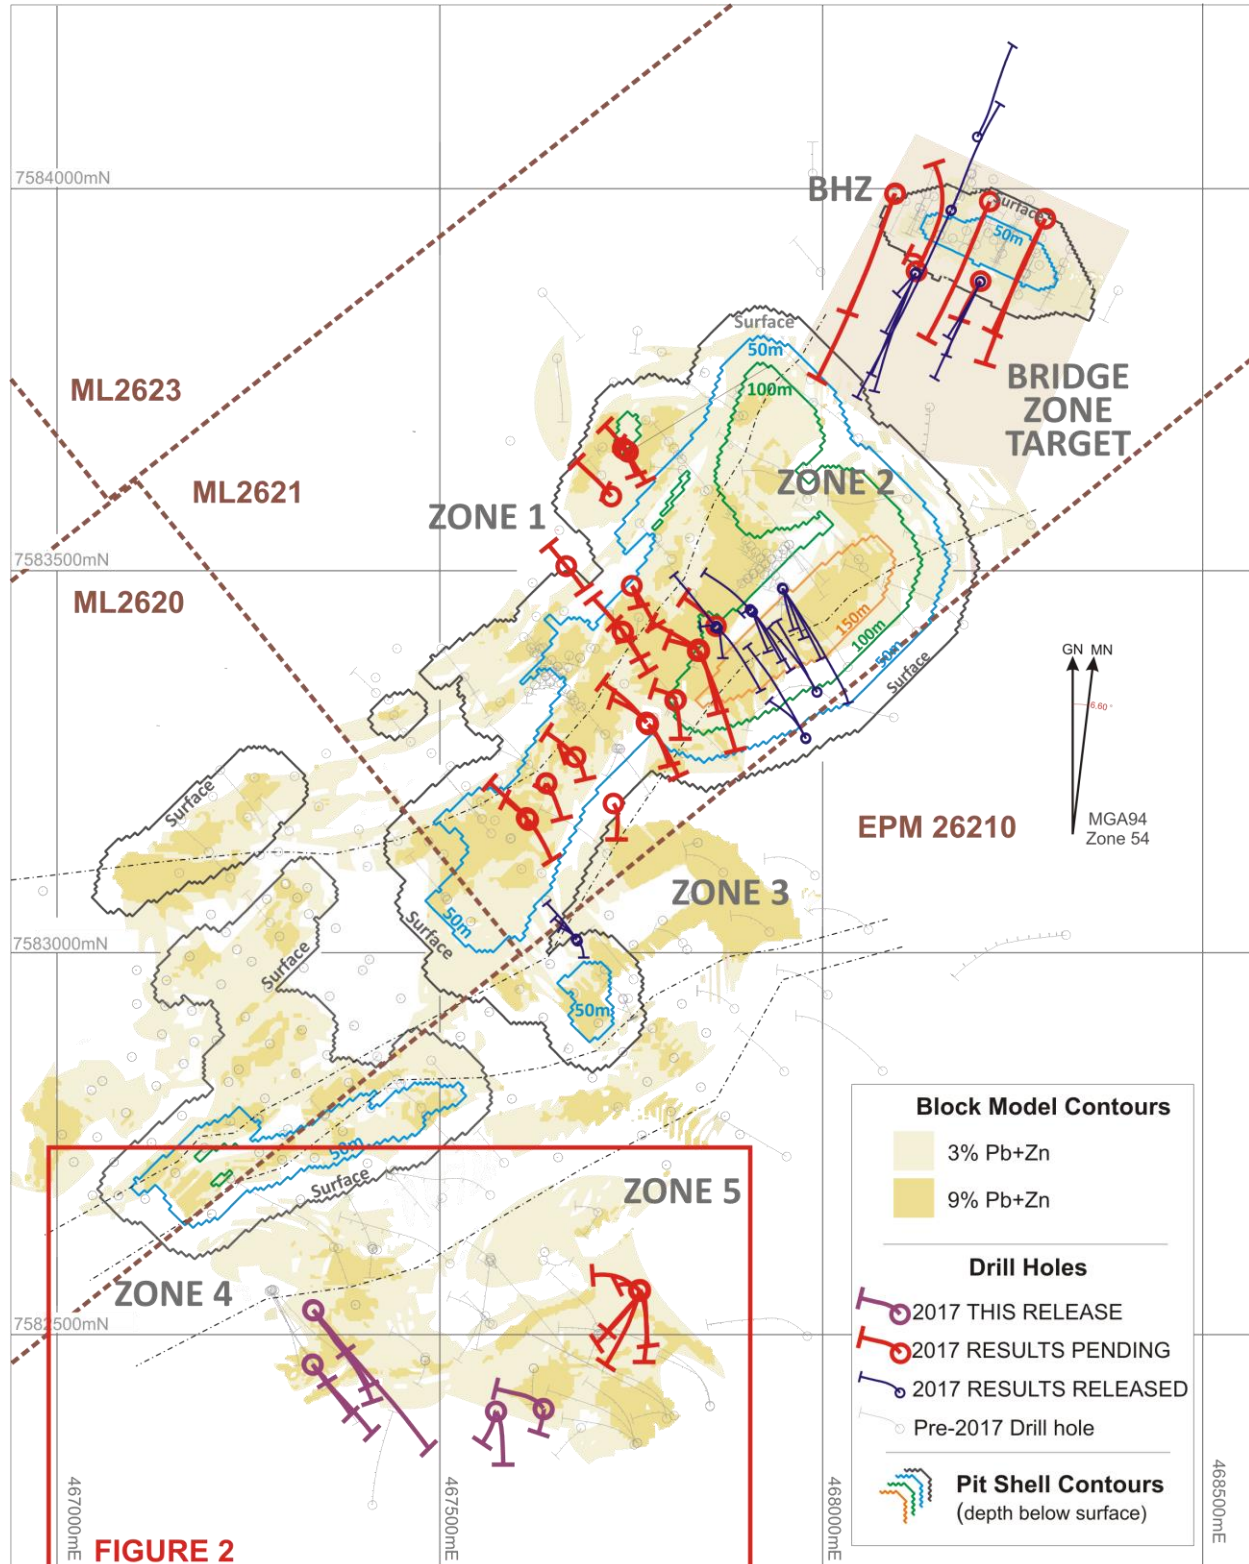 7584000mN
BHZ
Surface
50m
Surface
50m
100m
BRIDGE
ZONE
TARGET
ML2623
ML2621
ZONE 2
ZONE 1
7583500mN
ML2620
150m
100m
50m
Surface
GN MN
6.60°
MGA94
Zone 54
EPM 26210
Surface
ZONE 3
50m
Surface
7583000mN
Surface
50m
50m
Surface
ZONE 5
ZONE 4
7582500mN
Block Model Contours
3% Pb+Zn
9% Pb+Zn
Drill Holes
2017 THIS RELEASE
2017 RESULTS PENDING
2017 RESULTS RELEASED
Pre-2017 Drill hole
Pit Shell Contours
(depth below surface)
467000mE
467500mE
468000mE
468500mE
FIGURE 2